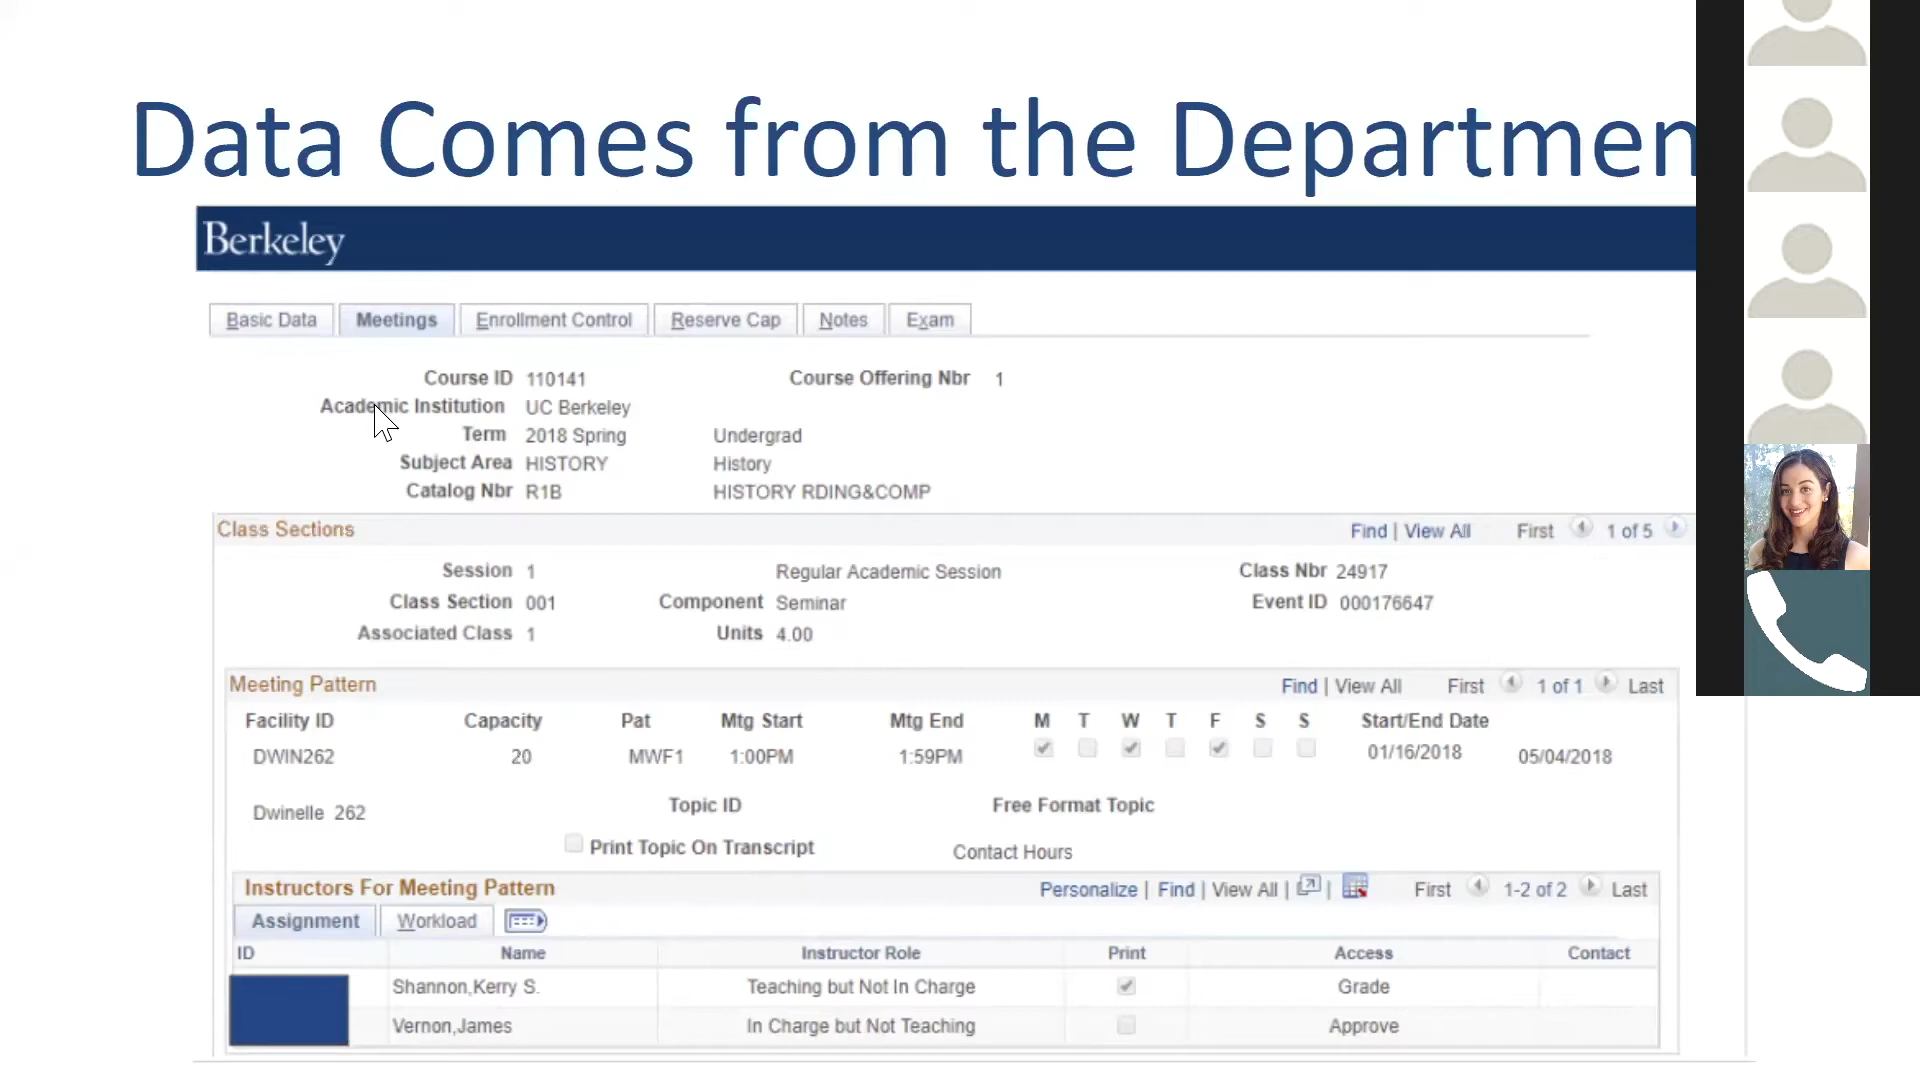 Data Comes from the Departmen
Berkeley
Basic Data Meetings Enrollment Control Reserve Cap Notes Exam
Course ID 110141 Course Offering Nbr 1
Academic Institution UC Berkeley
Term 2018 Spring Undergrad
Subject Area HISTORY History
Catalog Nbr R1B HISTORY RDING&COMP
Class Sections Find | View All First 1 of 5
Session 1 Regular Academic Session Class Nbr 24917
Class Section 001 Component Seminar Event ID 000176647
Associated Class 1 Units 4.00
Meeting Pattern Find | View All First 1 of 1 Last
Facility ID Capacity Pat Mtg Start Mtg End M T W T F S S Start/End Date
DWIN262 20 MWF1 1:00PM 1:59PM 01/16/2018 05/04/2018
Dwinelle 262 Topic ID Free Format Topic
Print Topic On Transcript Contact Hours
Instructors For Meeting Pattern Personalize | Find | View All | | First 1-2 of 2 Last
Assignment Workload
ID Name Instructor Role Print Access Contact
Shannon,Kerry S. Teaching but Not In Charge Grade
Vernon,James In Charge but Not Teaching Approve